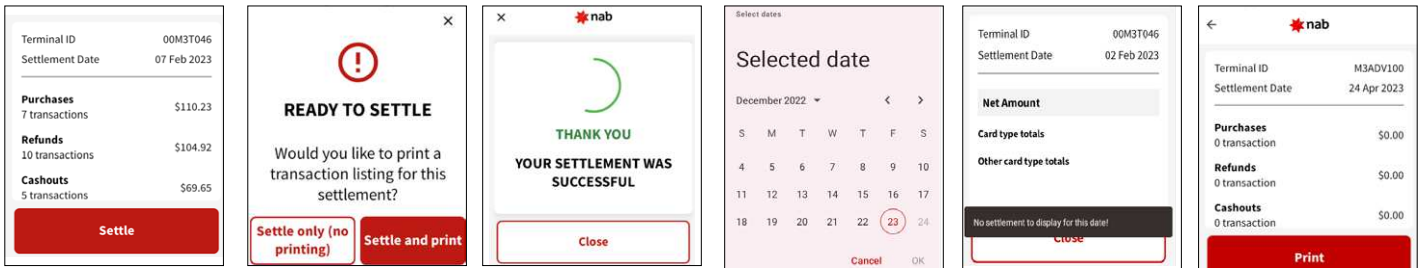 Terminal ID 00M3T046
Settlement Date 07 Feb 2023
Purchases
7 transactions $110.23
Refunds
10 transactions $104.92
Cashouts
5 transactions $69.65
Settle
×
!
READY TO SETTLE
Would you like to print a
transaction listing for this
settlement?
Settle only (no
printing)
Settle and print
×
nab
THANK YOU
YOUR SETTLEMENT WAS
SUCCESSFUL
Close
Select dates
Selected date
December 2022
S M T W T F S
4 5 6 7 8 9 10
11 12 13 14 15 16 17
18 19 20 21 22 23 24
Cancel OK
Terminal ID 00M3T046
Settlement Date 02 Feb 2023
Net Amount
Card type totals
Other card type totals
No settlement to display for this date!
Close
nab
Terminal ID M3ADV100
Settlement Date 24 Apr 2023
Purchases
0 transaction $0.00
Refunds
0 transaction $0.00
Cashouts
0 transaction $0.00
Print